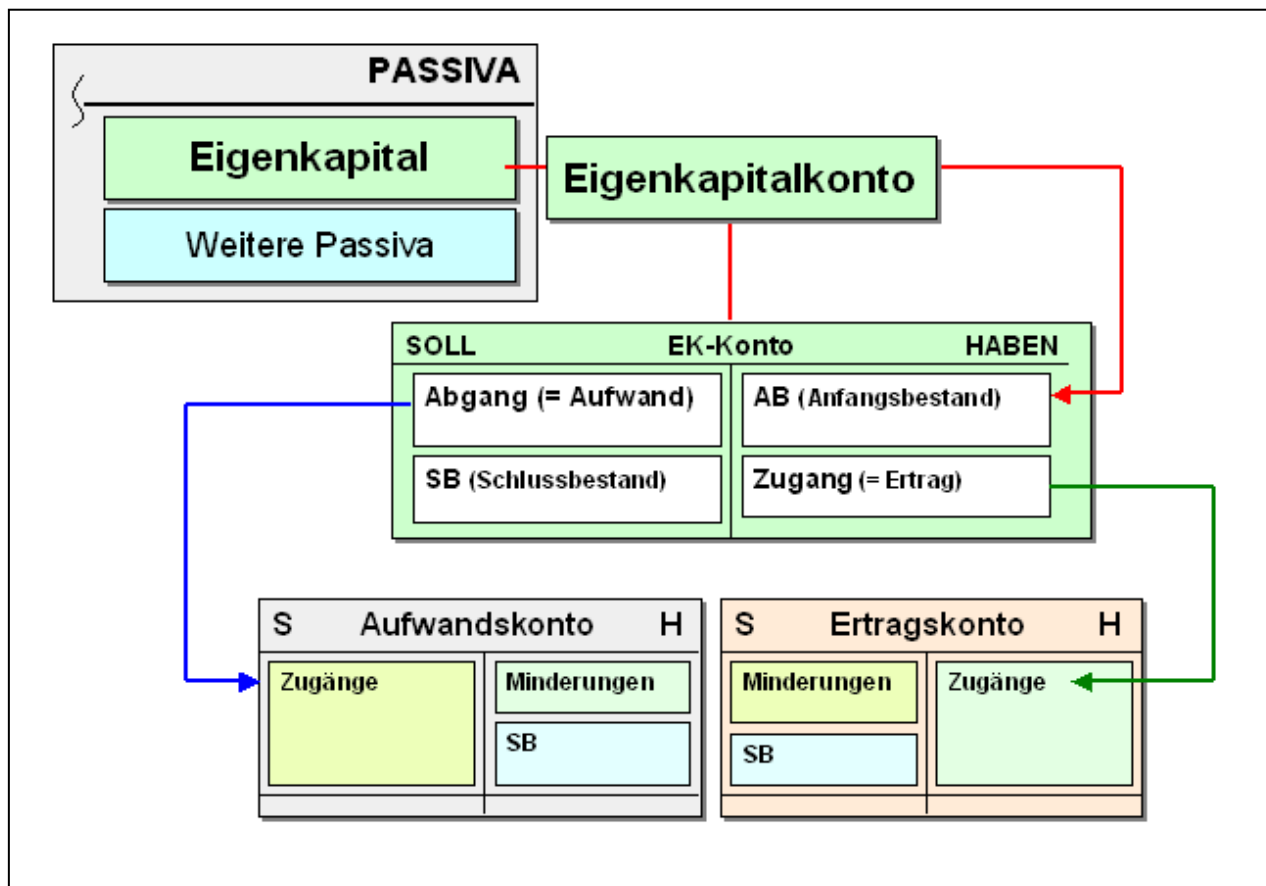 PASSIVA
Eigenkapital
Weitere Passiva
Eigenkapitalkonto
SOLL EK-Konto HABEN
Abgang (= Aufwand)
AB (Anfangsbestand)
SB (Schlussbestand)
Zugang (= Ertrag)
S Aufwandskonto H
Zugänge
Minderungen
SB
S Ertragskonto H
Minderungen
Zugänge
SB